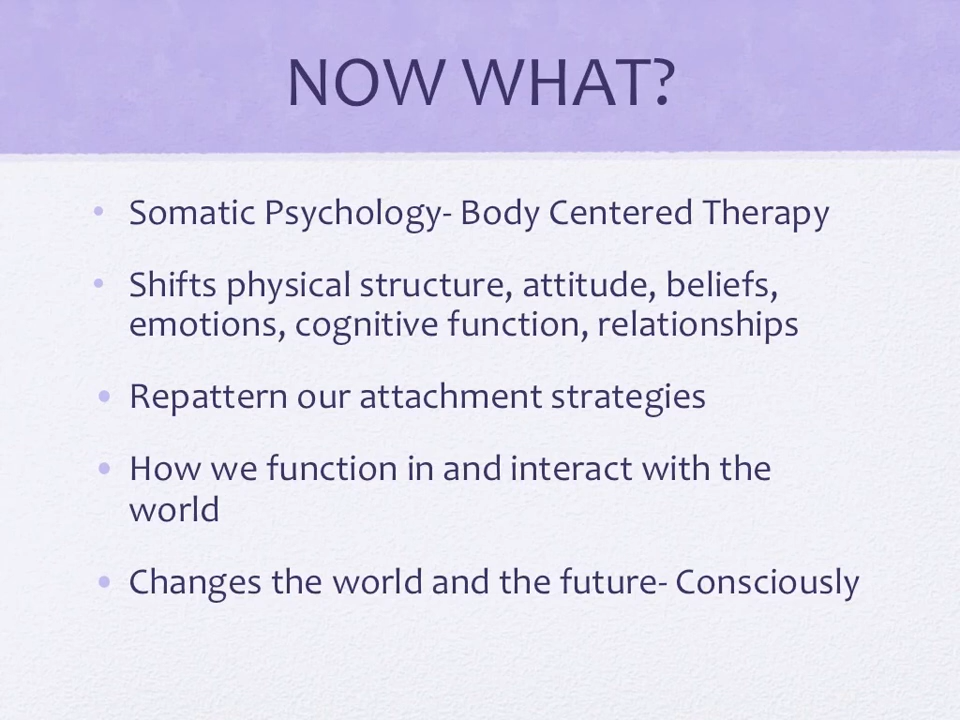 NOW WHAT?
• Somatic Psychology- Body Centered Therapy
• Shifts physical structure, attitude, beliefs,
emotions, cognitive function, relationships
• Repattern our attachment strategies
• How we function in and interact with the
world
• Changes the world and the future- Consciously